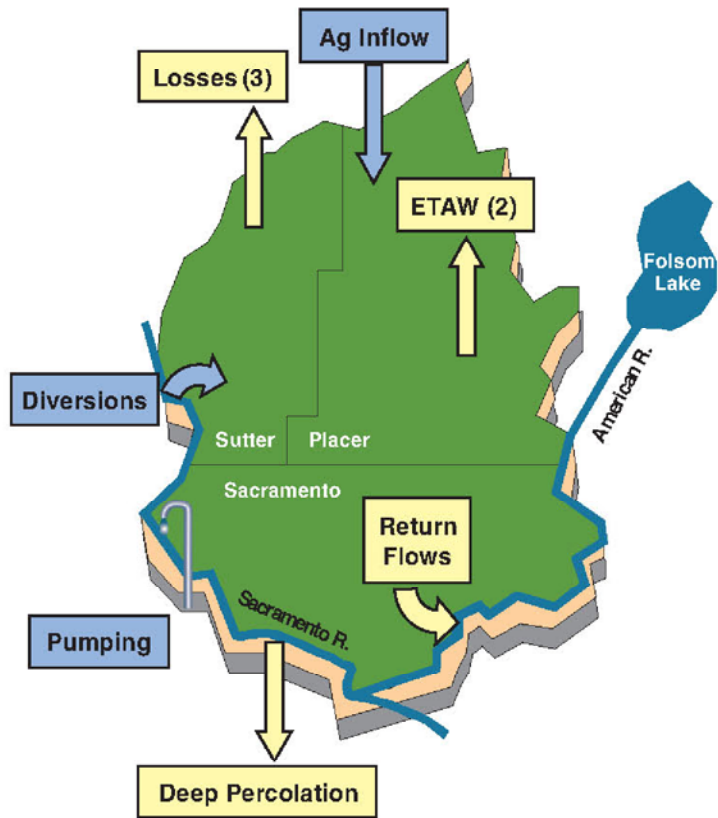 Ag Inflow
Losses (3)
ETAW (2)
Folsom
Lake
American R.
Diversions
Sutter
Placer
Sacramento
Return
Flows
Sacramento R.
Pumping
Deep Percolation